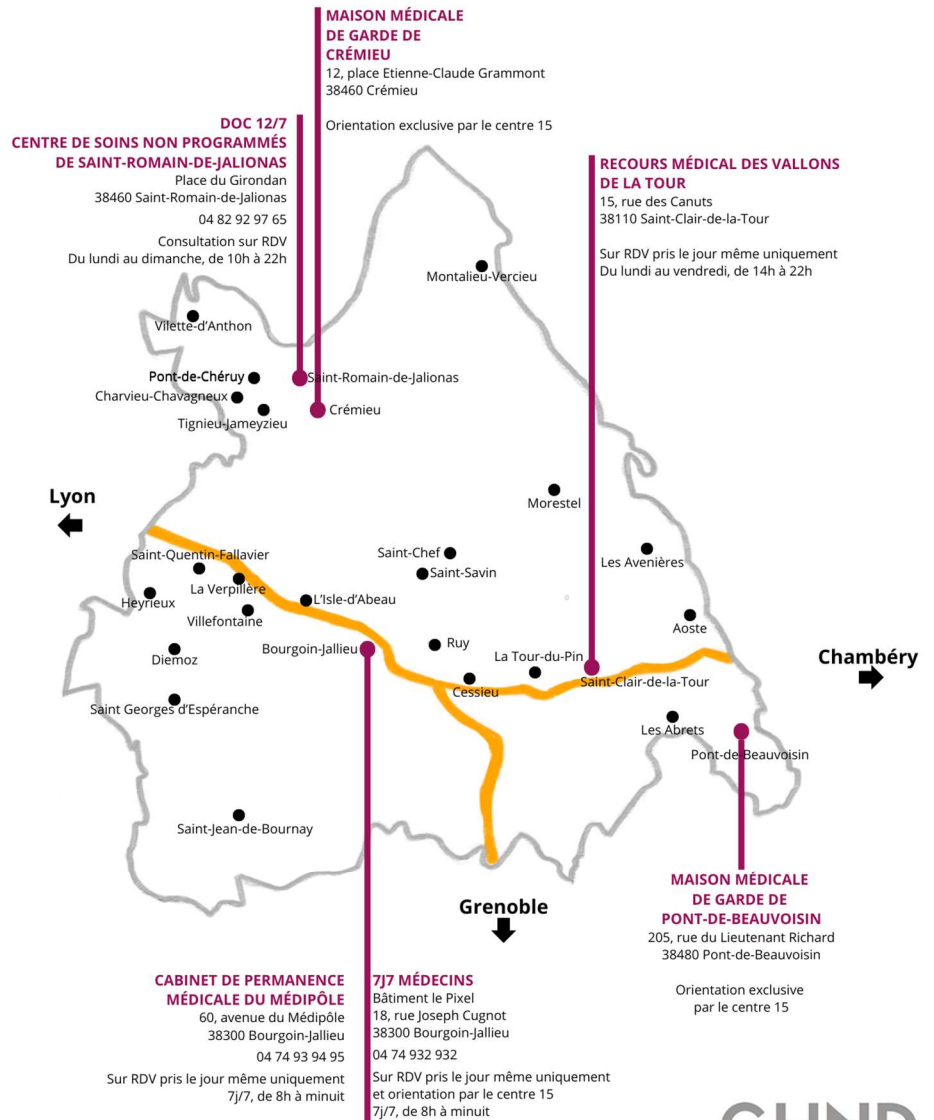 MAISON MÉDICALE
DE GARDE DE
CRÉMIEU
12, place Etienne-Claude Grammont
38460 Crémieu
Orientation exclusive par le centre 15
DOC 12/7
CENTRE DE SOINS NON PROGRAMMÉS
DE SAINT-ROMAIN-DE-JALIONAS
Place du Girondan
38460 Saint-Romain-de-Jalionas
04 82 92 97 65
Consultation sur RDV
Du lundi au dimanche, de 10h à 22h
RECOURS MÉDICAL DES VALLONS
DE LA TOUR
15, rue des Canuts
38110 Saint-Clair-de-la-Tour
Sur RDV pris le jour même uniquement
Du lundi au vendredi, de 14h à 22h
Montalieu-Vercieu
Vilette-d'Anthon
Pont-de-Chéruy
Saint-Romain-de-Jalionas
Charvieu-Chavagneux
Crémieu
Tignieu-Jameyzieu
Lyon
Morestel
Saint-Quentin-Fallavier
Saint-Chef
Les Avenières
Saint-Savin
La Verpillère
Heyrieux
L'Isle-d'Abeau
Villefontaine
Aoste
Bourgoin-Jallieu
Ruy
La Tour-du-Pin
Chambéry
Diemoz
Saint-Clair-de-la-Tour
Cessieu
Saint Georges d'Espéranche
Les Abrets
Pont-de-Beauvoisin
Saint-Jean-de-Bournay
Grenoble
MAISON MÉDICALE
DE GARDE DE
PONT-DE-BEAUVOISIN
205, rue du Lieutenant Richard
38480 Pont-de-Beauvoisin
Orientation exclusive
par le centre 15
CABINET DE PERMANENCE
MÉDICALE DU MÉDIPÔLE
60, avenue du Médipôle
38300 Bourgoin-Jallieu
04 74 93 94 95
Sur RDV pris le jour même uniquement
7j/7, de 8h à minuit
7J7 MÉDECINS
Bâtiment le Pixel
18, rue Joseph Cugnot
38300 Bourgoin-Jallieu
04 74 932 932
Sur RDV pris le jour même uniquement
et orientation par le centre 15
7j/7, de 8h à minuit